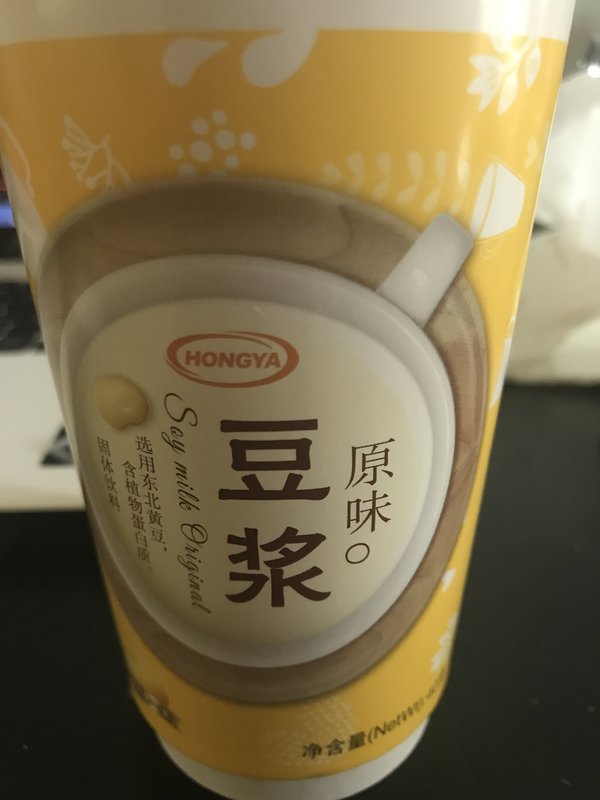 HONGYA
原味
豆浆
Soy milk Original
选用东北黄豆，
含植物蛋白质。
固体饮料
净含量(NetWt):